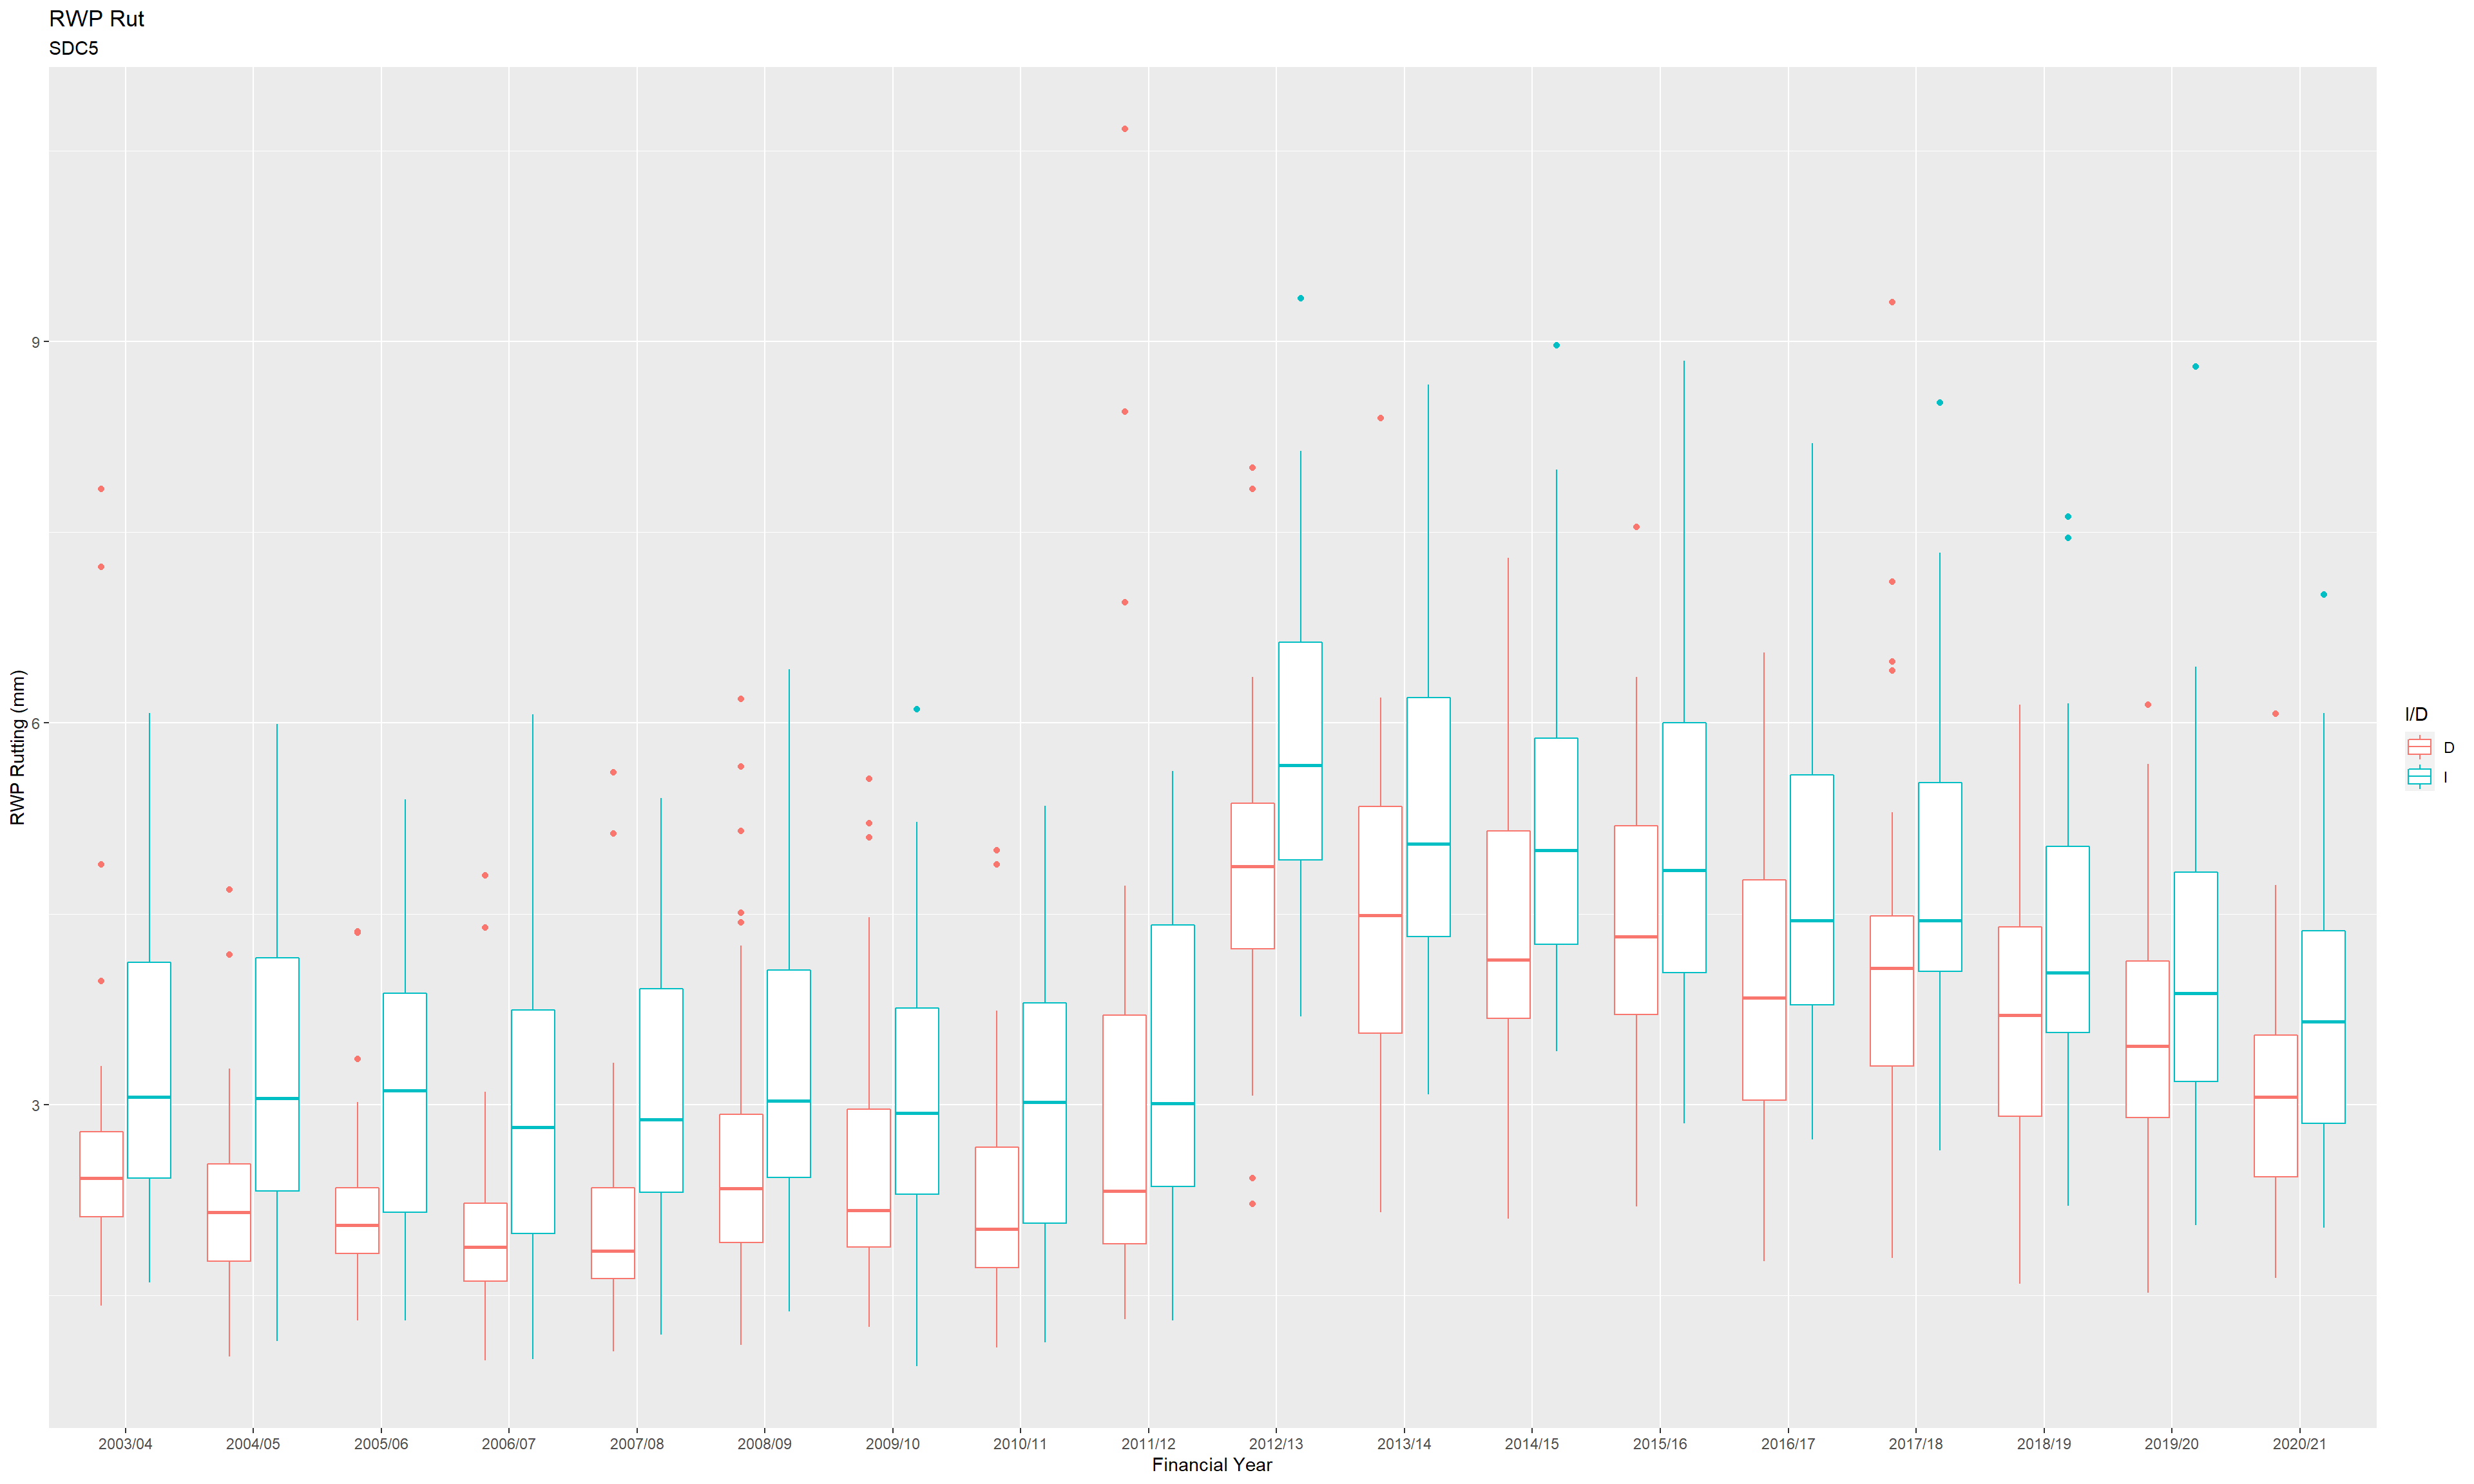 RWP Rut
SDC5
RWP Rutting (mm)
9
6
3
2003/04 2004/05 2005/06 2006/07 2007/08 2008/09 2009/10 2010/11 2011/12 2012/13 2013/14 2014/15 2015/16 2016/17 2017/18 2018/19 2019/20 2020/21
Financial Year
I/D
D
I